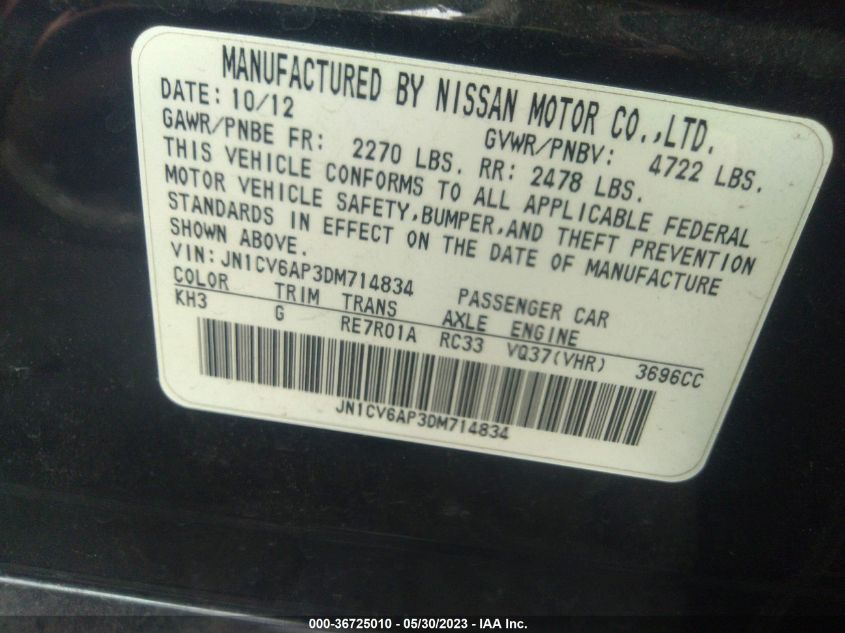 MANUFACTURED BY NISSAN MOTOR CO.,LTD.
DATE: 10/12 GVWR/PNBV: 4722 LBS.
GAWR/PNBE FR: 2270 LBS. RR: 2478 LBS.
THIS VEHICLE CONFORMS TO ALL APPLICABLE FEDERAL
MOTOR VEHICLE SAFETY,BUMPER,AND THEFT PREVENTION
STANDARDS IN EFFECT ON THE DATE OF MANUFACTURE
SHOWN ABOVE.
VIN: JN1CV6AP3DM714834 PASSENGER CAR
COLOR TRIM TRANS AXLE ENGINE
KH3 G RE7R01A RC33 VQ37(VHR) 3696CC
JN1CV6AP3DM714834
000-36725010 - 05/30/2023 - IAA Inc.